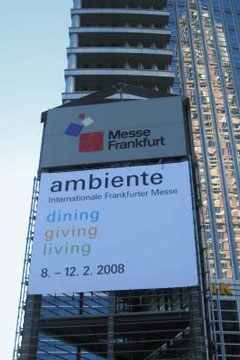 Messe
Frankfurt
ambiente
Internationale Frankfurter Messe
dining
giving
living
8. – 12. 2. 2008